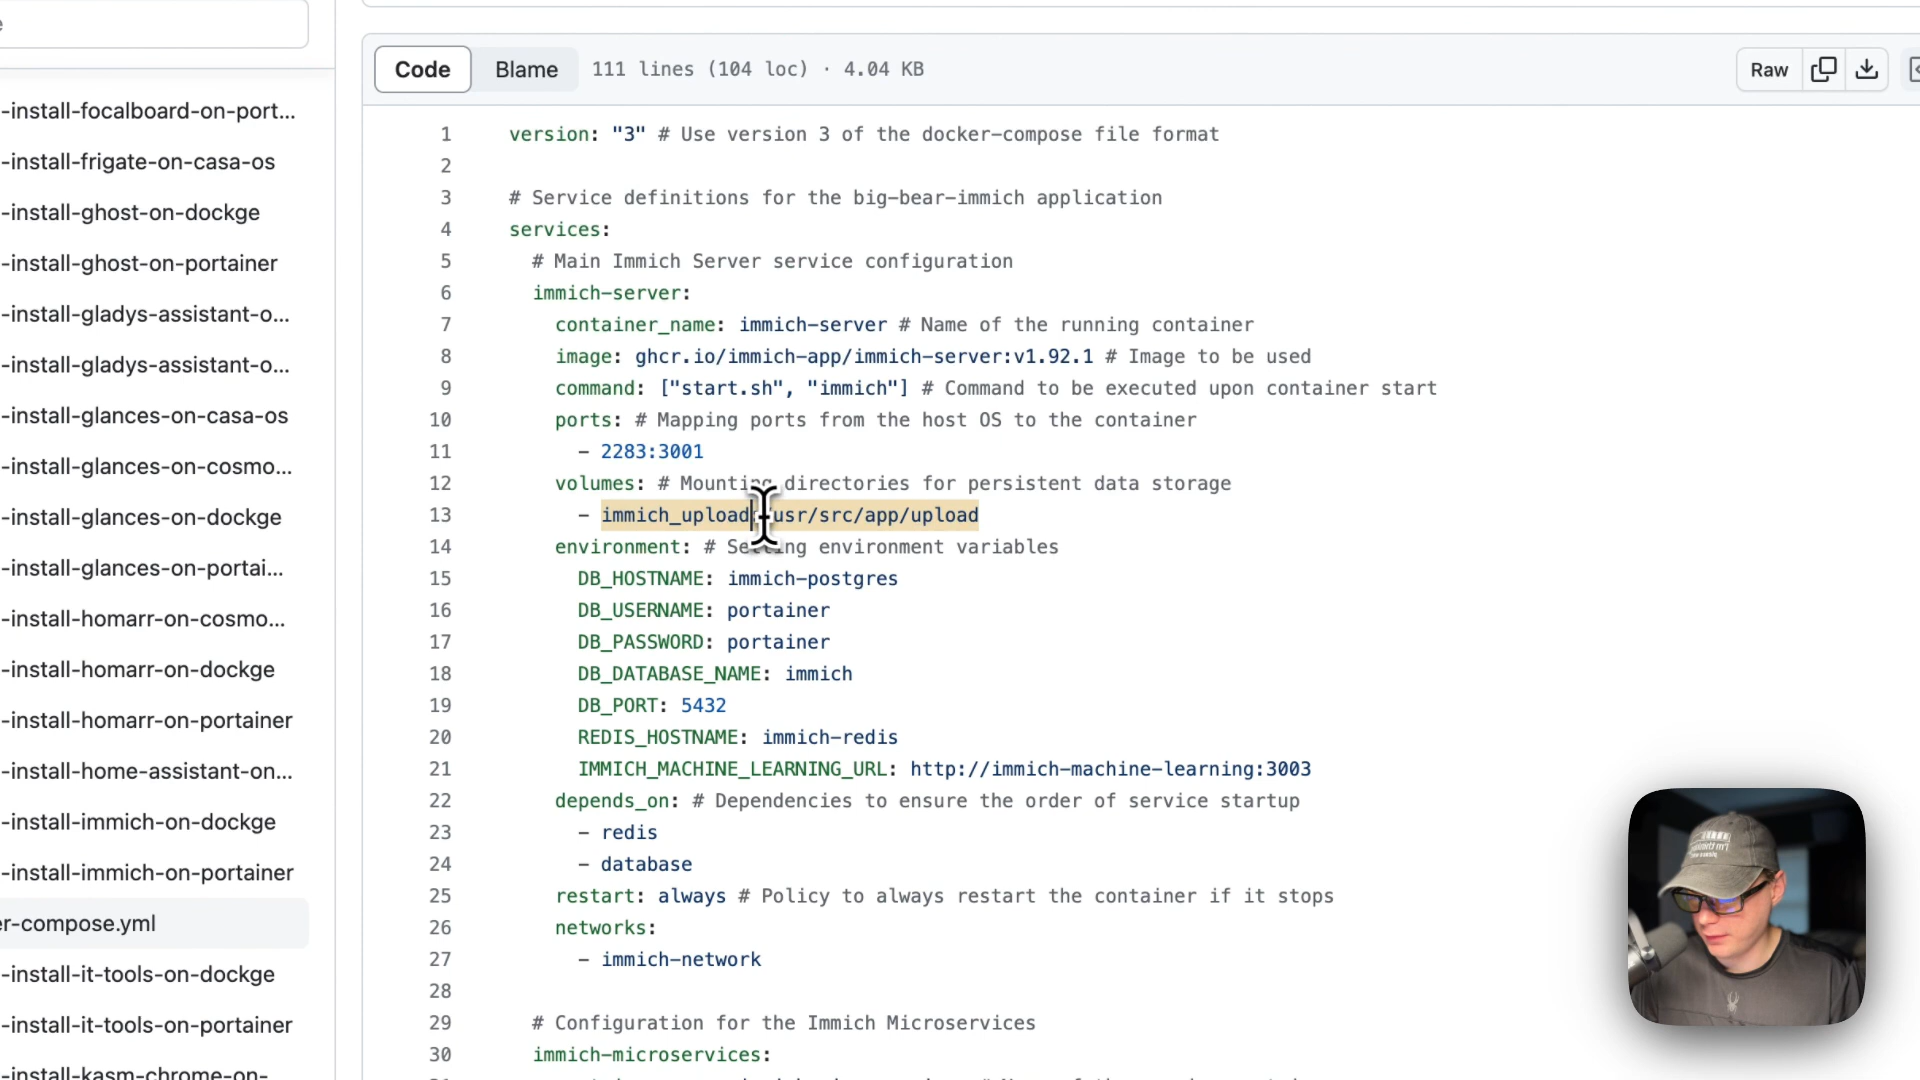 -install-focalboard-on-port...
-install-frigate-on-casa-os
-install-ghost-on-dockge
-install-ghost-on-portainer
-install-gladys-assistant-o...
-install-gladys-assistant-o...
-install-glances-on-casa-os
-install-glances-on-cosmo...
-install-glances-on-dockge
-install-glances-on-portai...
-install-homarr-on-cosmo...
-install-homarr-on-dockge
-install-homarr-on-portainer
-install-home-assistant-on...
-install-immich-on-dockge
-install-immich-on-portainer
er-compose.yml
-install-it-tools-on-dockge
-install-it-tools-on-portainer
-install-kasm-chrome-on-
Code Blame 111 lines (104 loc) · 4.04 KB Raw
1 version: "3" # Use version 3 of the docker-compose file format
2
3 # Service definitions for the big-bear-immich application
4 services:
5 # Main Immich Server service configuration
6 immich-server:
7 container_name: immich-server # Name of the running container
8 image: ghcr.io/immich-app/immich-server:v1.92.1 # Image to be used
9 command: ["start.sh", "immich"] # Command to be executed upon container start
10 ports: # Mapping ports from the host OS to the container
11 - 2283:3001
12 volumes: # Mounting directories for persistent data storage
13 - immich_upload usr/src/app/upload
14 environment: # Setting environment variables
15 DB_HOSTNAME: immich-postgres
16 DB_USERNAME: portainer
17 DB_PASSWORD: portainer
18 DB_DATABASE_NAME: immich
19 DB_PORT: 5432
20 REDIS_HOSTNAME: immich-redis
21 IMMICH_MACHINE_LEARNING_URL: http://immich-machine-learning:3003
22 depends_on: # Dependencies to ensure the order of service startup
23 - redis
24 - database
25 restart: always # Policy to always restart the container if it stops
26 networks:
27 - immich-network
28
29 # Configuration for the Immich Microservices
30 immich-microservices: